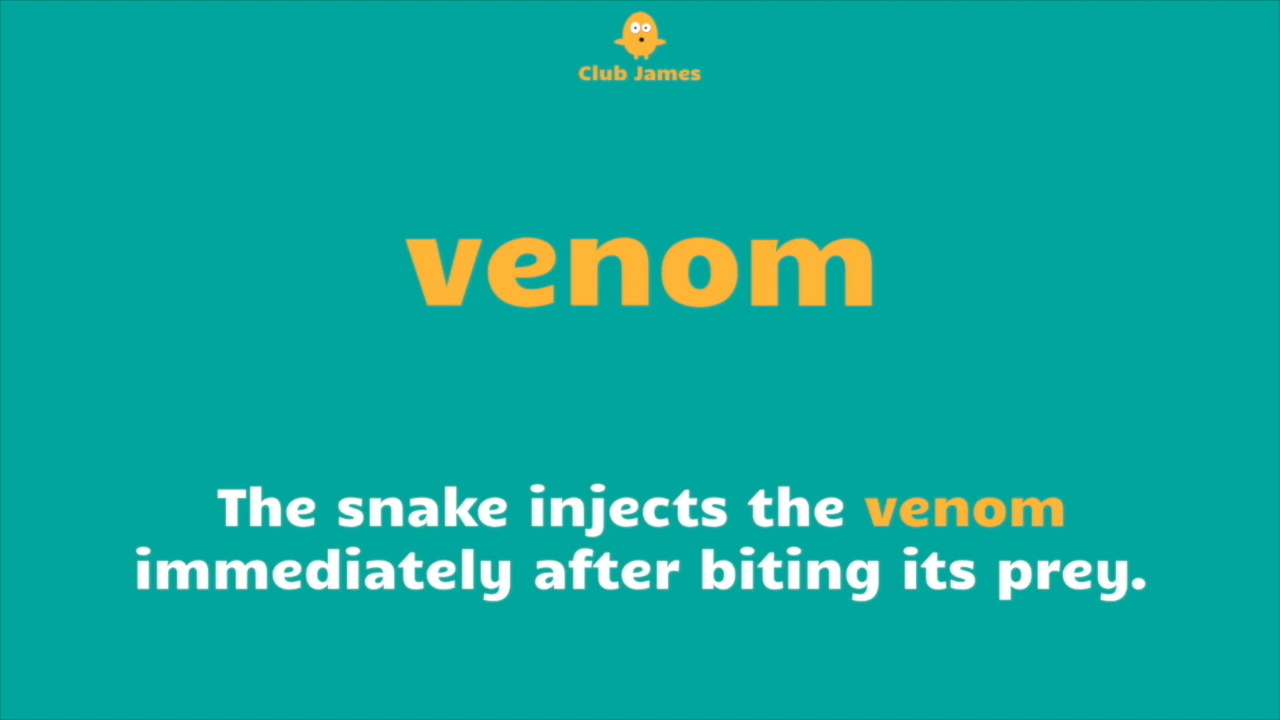 Club James
venom
The snake injects the venom
immediately after biting its prey.